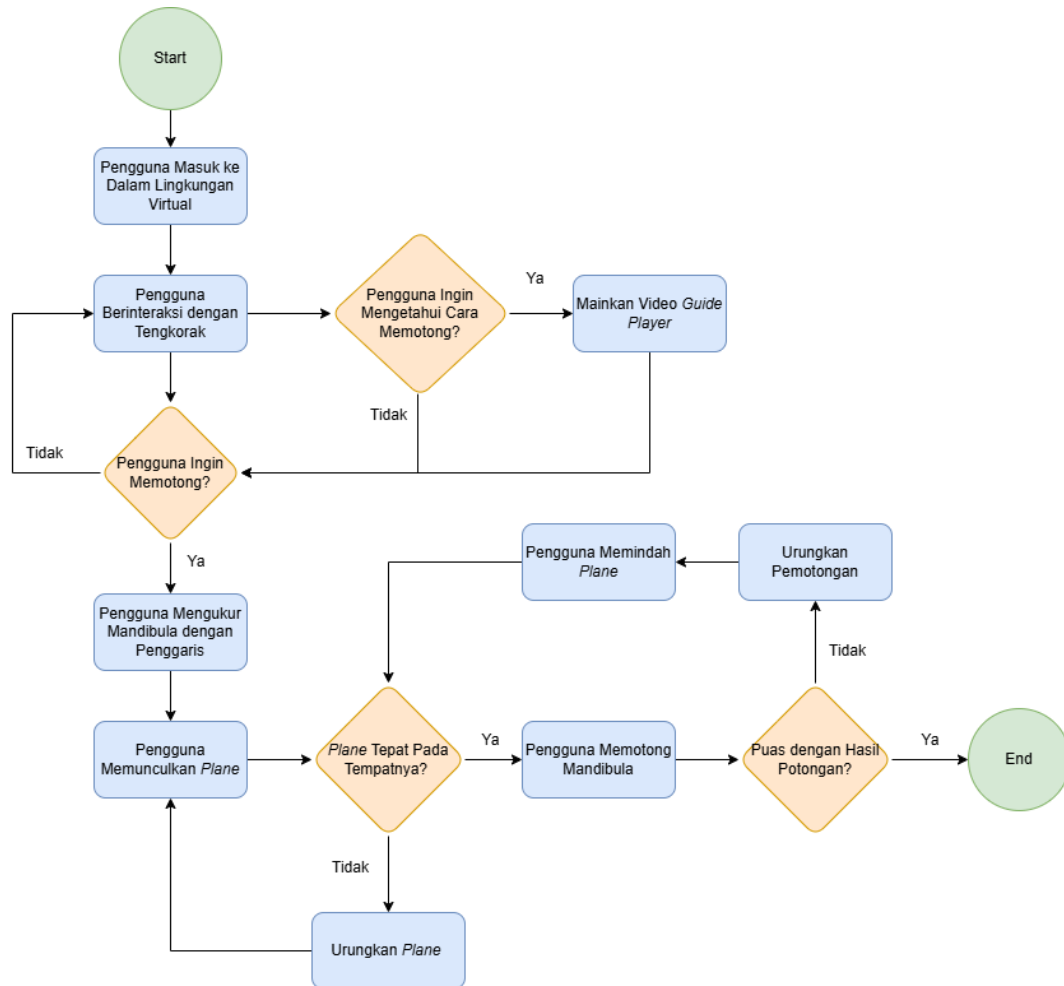 Start
Pengguna Masuk ke
Dalam Lingkungan
Virtual
Pengguna
Berinteraksi dengan
Tengkorak
Pengguna Ingin
Mengetahui Cara
Memotong?
Ya
Mainkan Video Guide
Player
Tidak
Tidak
Pengguna Ingin
Memotong?
Ya
Pengguna Mengukur
Mandibula dengan
Penggaris
Pengguna Memindah
Plane
Urungkan
Pemotongan
Tidak
Pengguna
Memunculkan Plane
Plane Tepat Pada
Tempatnya?
Ya
Pengguna Memotong
Mandibula
Puas dengan Hasil
Potongan?
Ya
End
Tidak
Urungkan Plane